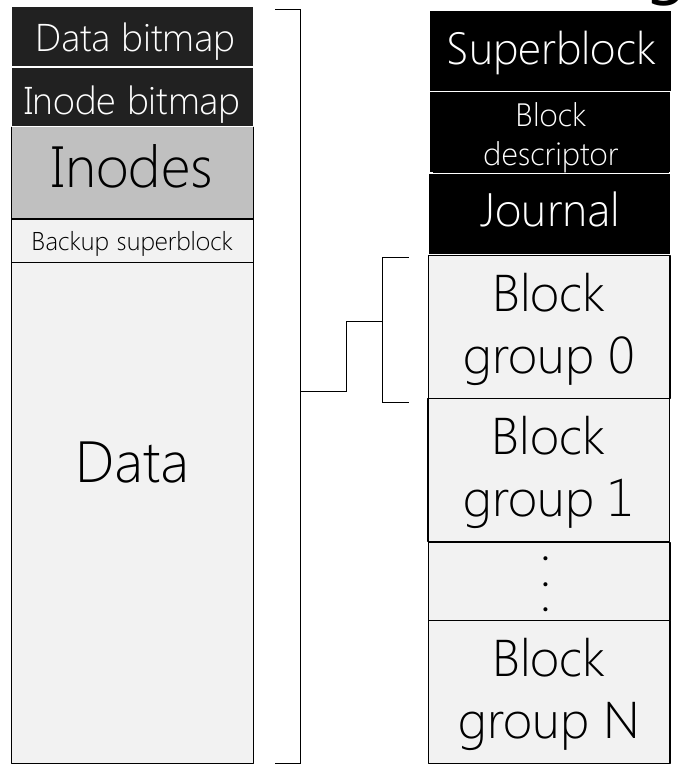 Data bitmap
Inode bitmap
Inodes
Backup superblock
Data
Superblock
Block
descriptor
Journal
Block
group 0
Block
group 1
.
.
.
Block
group N